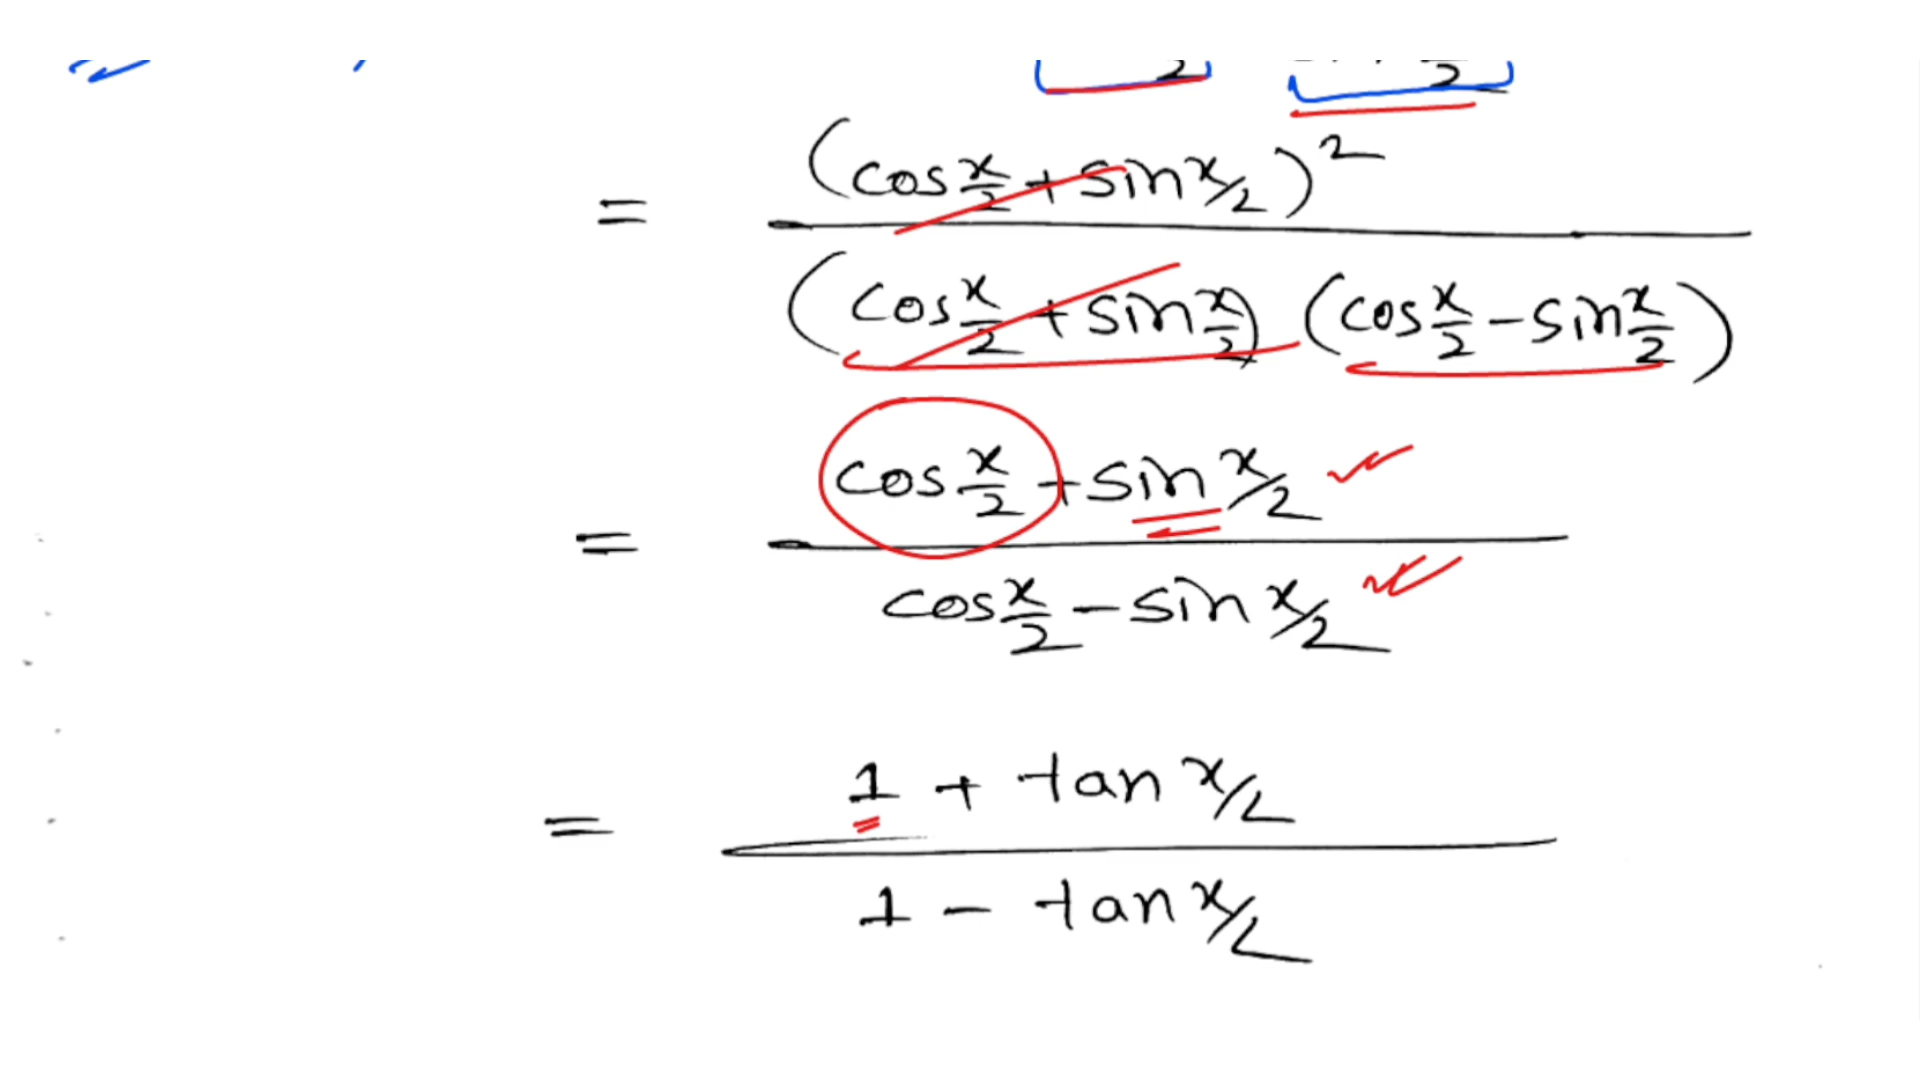 = (cos x/2 + sin x/2)²
(cos x/2 + sin x/2) (cos x/2 - sin x/2)
= cos x/2 + sin x/2
cos x/2 - sin x/2
= 1 + tan x/2
1 - tan x/2